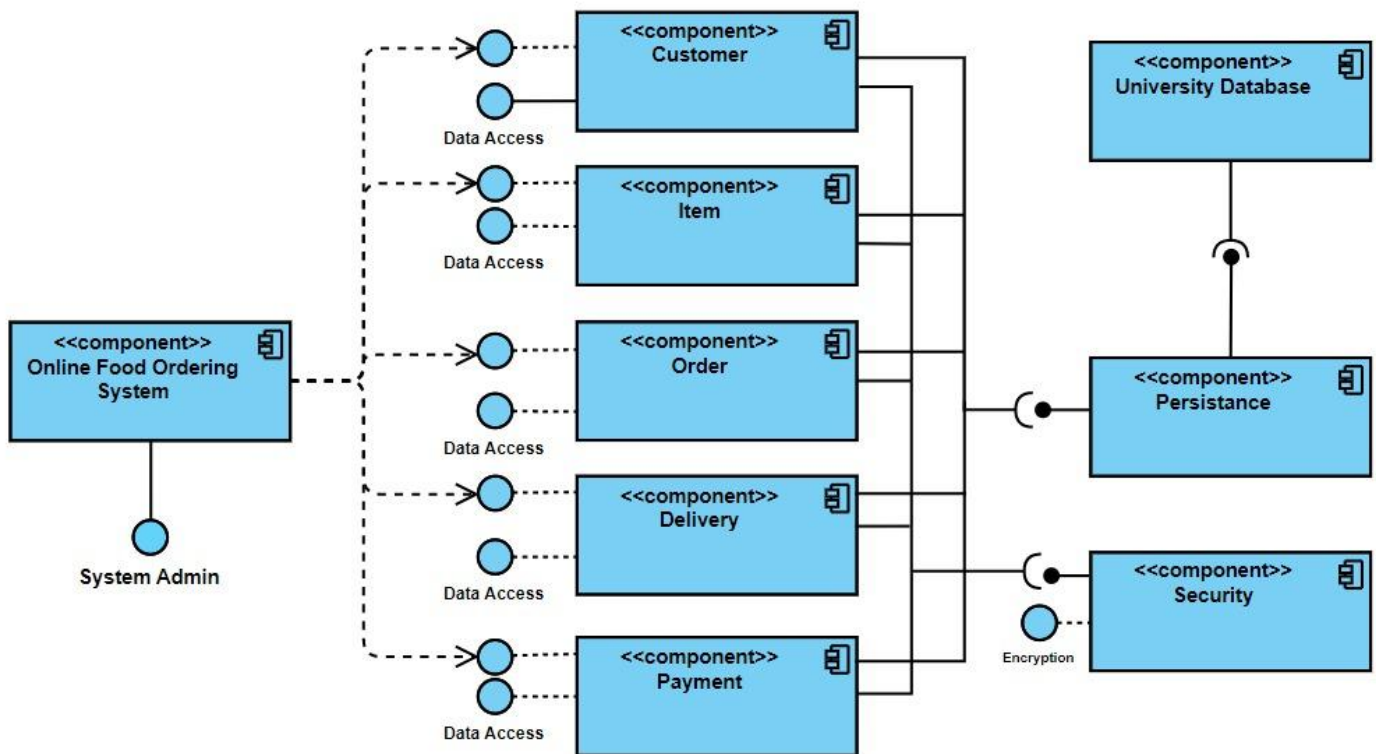 <<component>>
Customer
Data Access
<<component>>
Item
Data Access
<<component>>
Order
Data Access
<<component>>
Delivery
Data Access
<<component>>
Payment
Data Access
<<component>>
Online Food Ordering
System
System Admin
<<component>>
University Database
<<component>>
Persistance
<<component>>
Security
Encryption